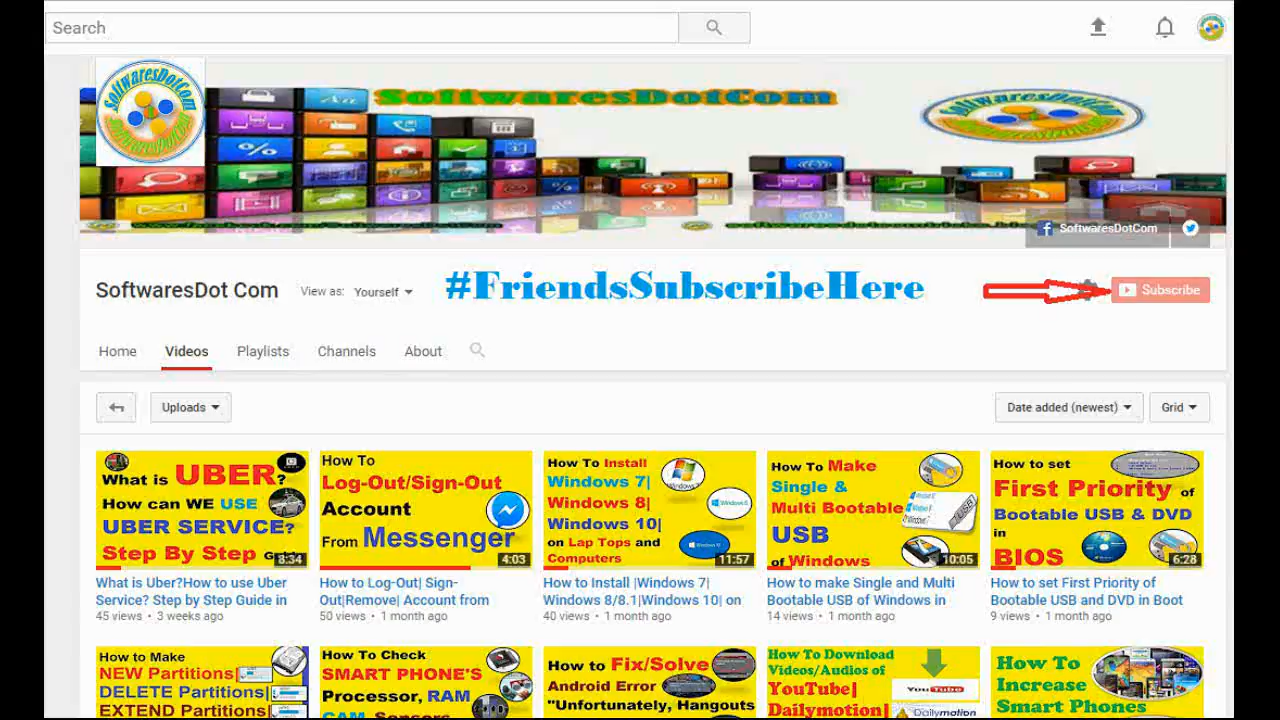 Search
SoftwaresDotCom
SoftwaresDotCom
SoftwaresDotCom
SoftwaresDotCom
SoftwaresDot Com
View as:
Yourself
#FriendsSubscribeHere
Subscribe
Home
Videos
Playlists
Channels
About
Uploads
Date added (newest)
Grid
What is UBER?
How can WE USE
UBER SERVICE?
Step By Step
8:34
What is Uber?How to use Uber
Service? Step by Step Guide in
45 views • 3 weeks ago
How To
Log-Out/Sign-Out
Account
From Messenger
4:03
How to Log-Out| Sign-
Out|Remove| Account from
50 views • 1 month ago
How To Install
Windows 7|
Windows 8|
Windows 10|
on Lap Tops and
Computers
11:57
How to Install |Windows 7|
Windows 8/8.1|Windows 10| on
40 views • 1 month ago
How To Make
Single &
Multi Bootable
USB
of Windows
10:05
How to make Single and Multi
Bootable USB of Windows in
14 views • 1 month ago
How to set
First Priority of
Bootable USB & DVD
in
BIOS
6:28
How to set First Priority of
Bootable USB and DVD in Boot
9 views • 1 month ago
How to Make
NEW Partitions|
DELETE Partitions|
EXTEND Partitions|
How To Check
SMART PHONE'S
Processor, RAM
How to Fix/Solve
Android Error
"Unfortunately, Hangouts
How To Download
Videos/Audios of
YouTube|
Dailymotion|
YouTube
Dailymotion
How To
Increase
Smart Phones